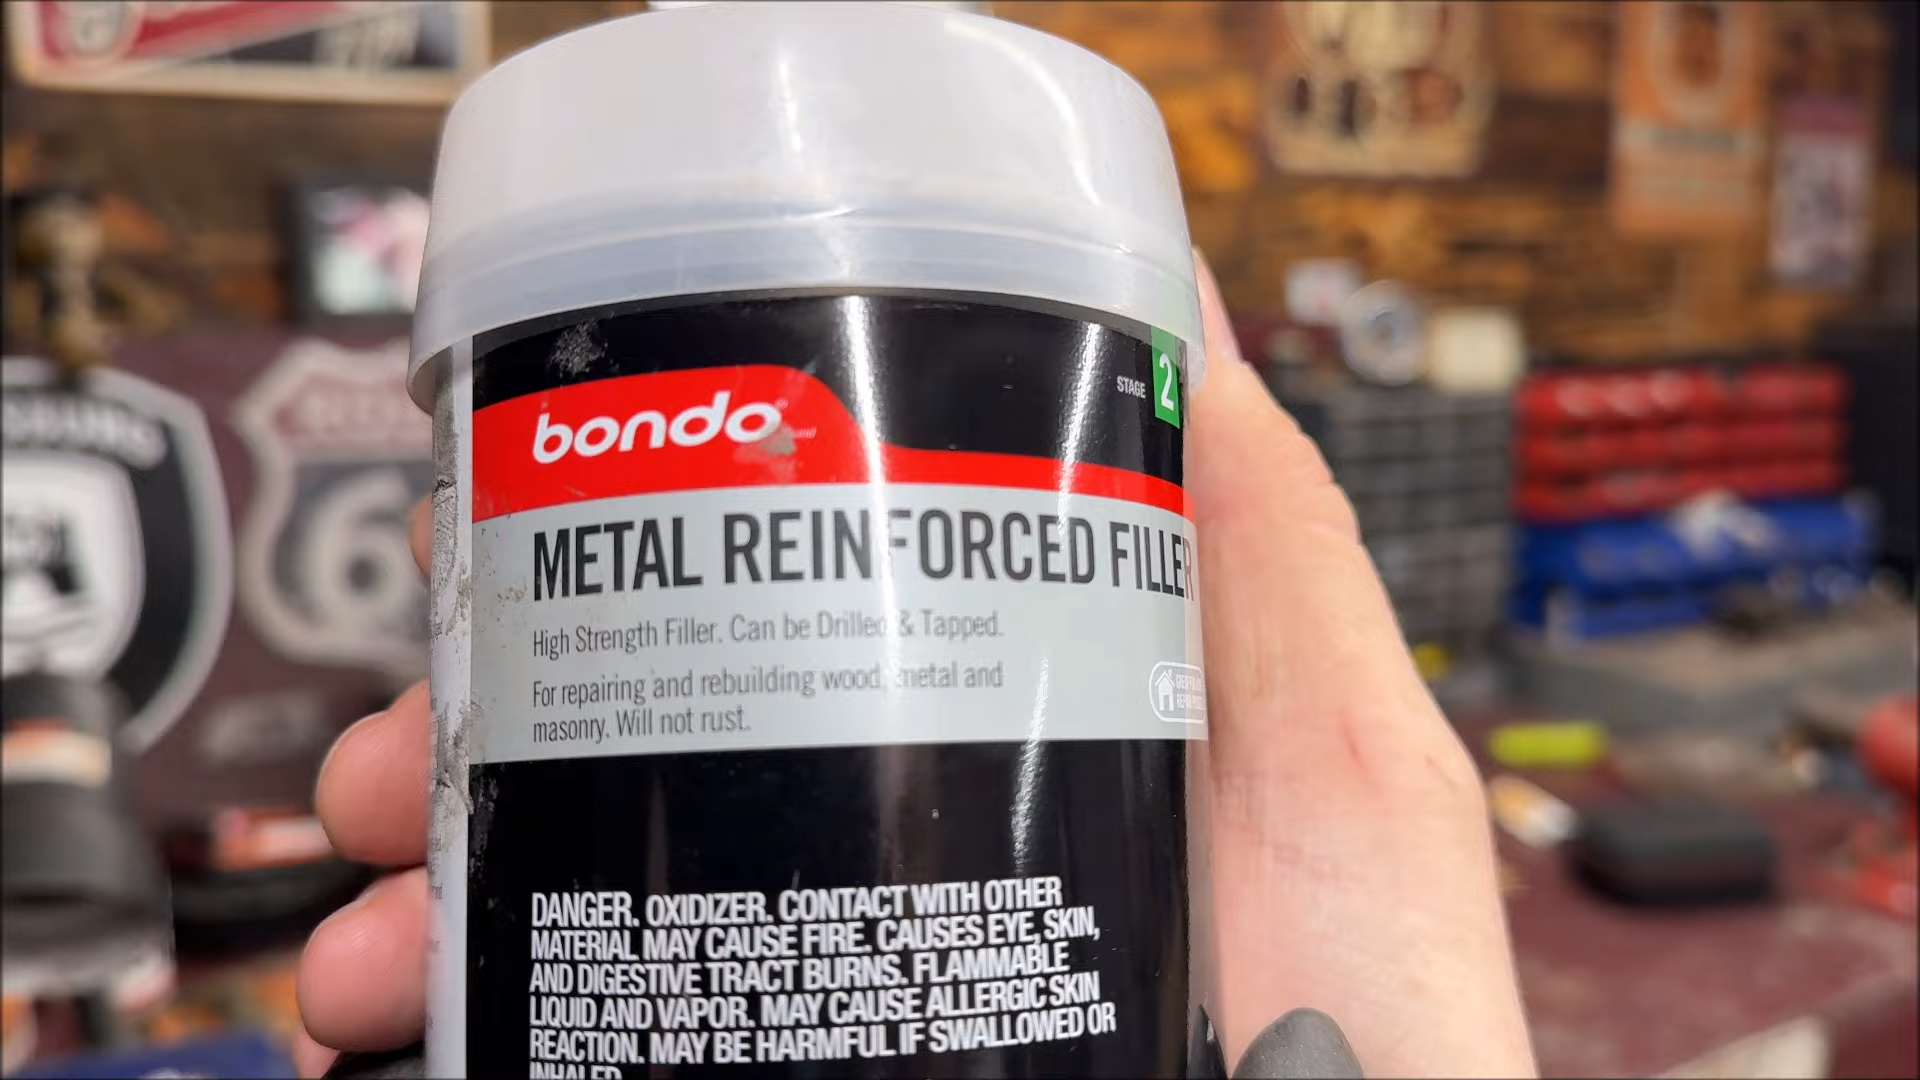 bondo
STAGE 2
METAL REINFORCED FILLER
High Strength Filler. Can be Drilled & Tapped.
For repairing and rebuilding wood, metal and
masonry. Will not rust.
DANGER. OXIDIZER. CONTACT WITH OTHER
MATERIAL MAY CAUSE FIRE. CAUSES EYE, SKIN,
AND DIGESTIVE TRACT BURNS. FLAMMABLE
LIQUID AND VAPOR. MAY CAUSE ALLERGIC SKIN
REACTION. MAY BE HARMFUL IF SWALLOWED OR
INHALED
6